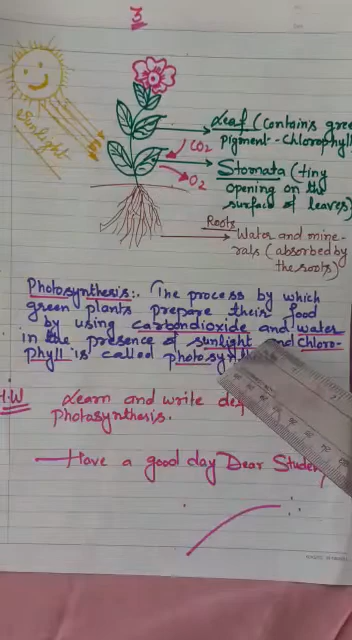 3
Sunlight
Leaf (contains green
Pigment - Chlorophyll
CO2
Stomata (tiny
opening on the
surface of leaves)
O2
Roots
Water and mine-
rals (absorbed by
the roots)
Photosynthesis:- The process by which
green plants prepare their food
by using carbondioxide and water
in the presence of sunlight and Chloro-
phyll is called photosyn
H.W Learn and write de
photosynthesis.
Have a good day Dear Studen